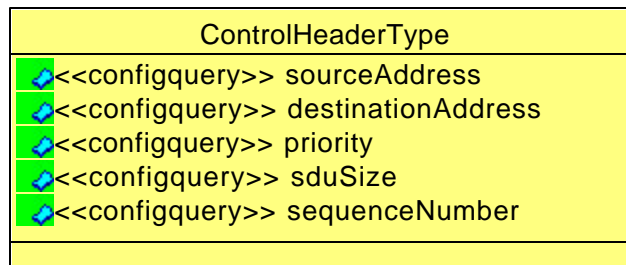 ControlHeaderType
<<configquery>> sourceAddress
<<configquery>> destinationAddress
<<configquery>> priority
<<configquery>> sduSize
<<configquery>> sequenceNumber